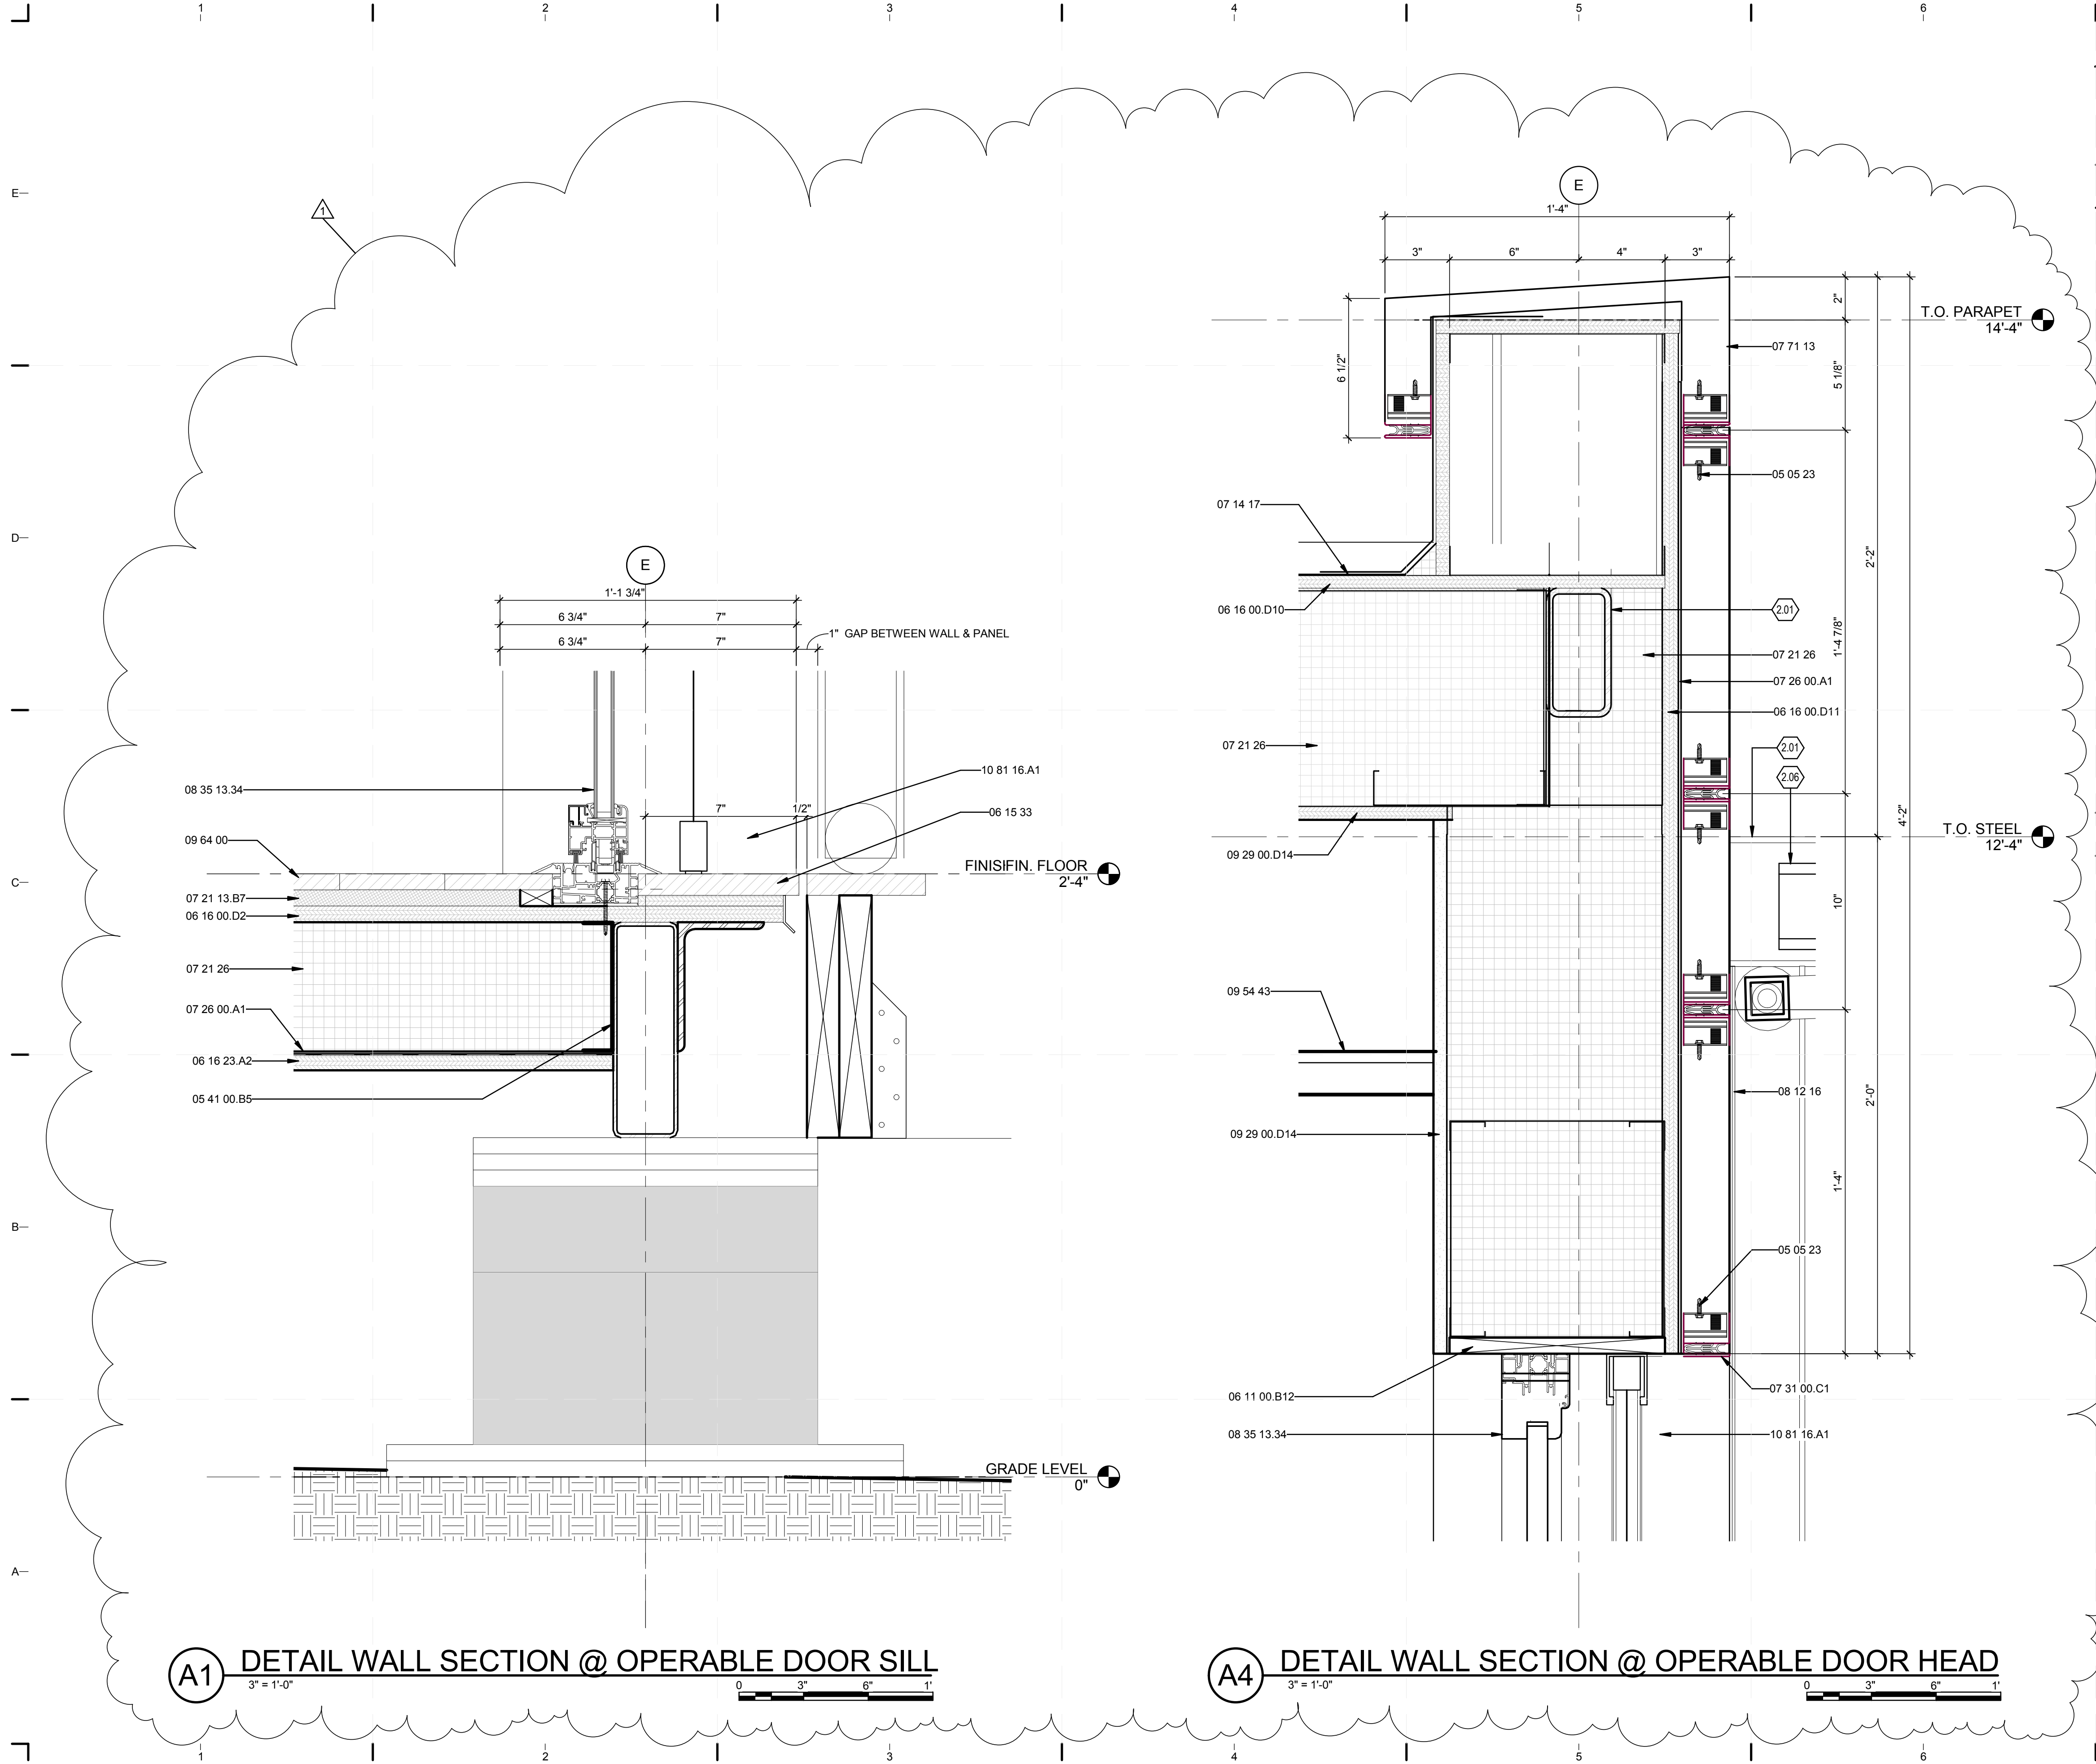 1 2 3 4 5 6
E
1
E
1'-4"
3" 6" 4" 3"
2"
T.O. PARAPET
14'-4"
07 71 13
6 1/2"
5 1/8"
05 05 23
07 14 17
D
E
1'-1 3/4"
6 3/4" 7"
6 3/4" 7"
1" GAP BETWEEN WALL & PANEL
2'-2"
06 16 00.D10
2.01
1'-4 7/8"
07 21 26
07 26 00.A1
06 16 00.D11
07 21 26
2.01
2.06
10 81 16.A1
08 35 13.34
7" 1/2"
06 15 33
4'-2"
T.O. STEEL
12'-4"
09 64 00
09 29 00.D14
FINISIFIN. FLOOR
2'-4"
C
07 21 13.B7
06 16 00.D2
10"
07 21 26
09 54 43
07 26 00.A1
06 16 23.A2
05 41 00.B5
08 12 16
2'-0"
09 29 00.D14
1'-4"
B
05 05 23
06 11 00.B12
07 31 00.C1
08 35 13.34
10 81 16.A1
GRADE LEVEL
0"
A
A1
DETAIL WALL SECTION @ OPERABLE DOOR SILL
3" = 1'-0"
0 3" 6" 1'
A4
DETAIL WALL SECTION @ OPERABLE DOOR HEAD
3" = 1'-0"
0 3" 6" 1'
1 2 3 4 5 6